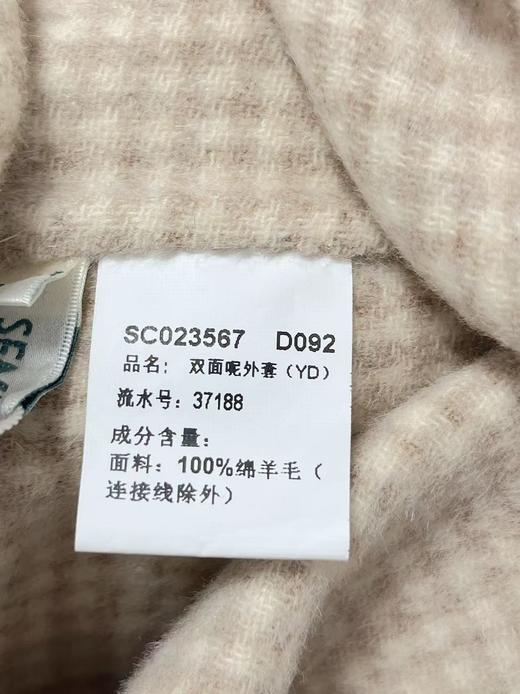 SC023567 D092
品名：双面呢外套（YD）
流水号：37188
成分含量：
面料：100%绵羊毛（
连接线除外）